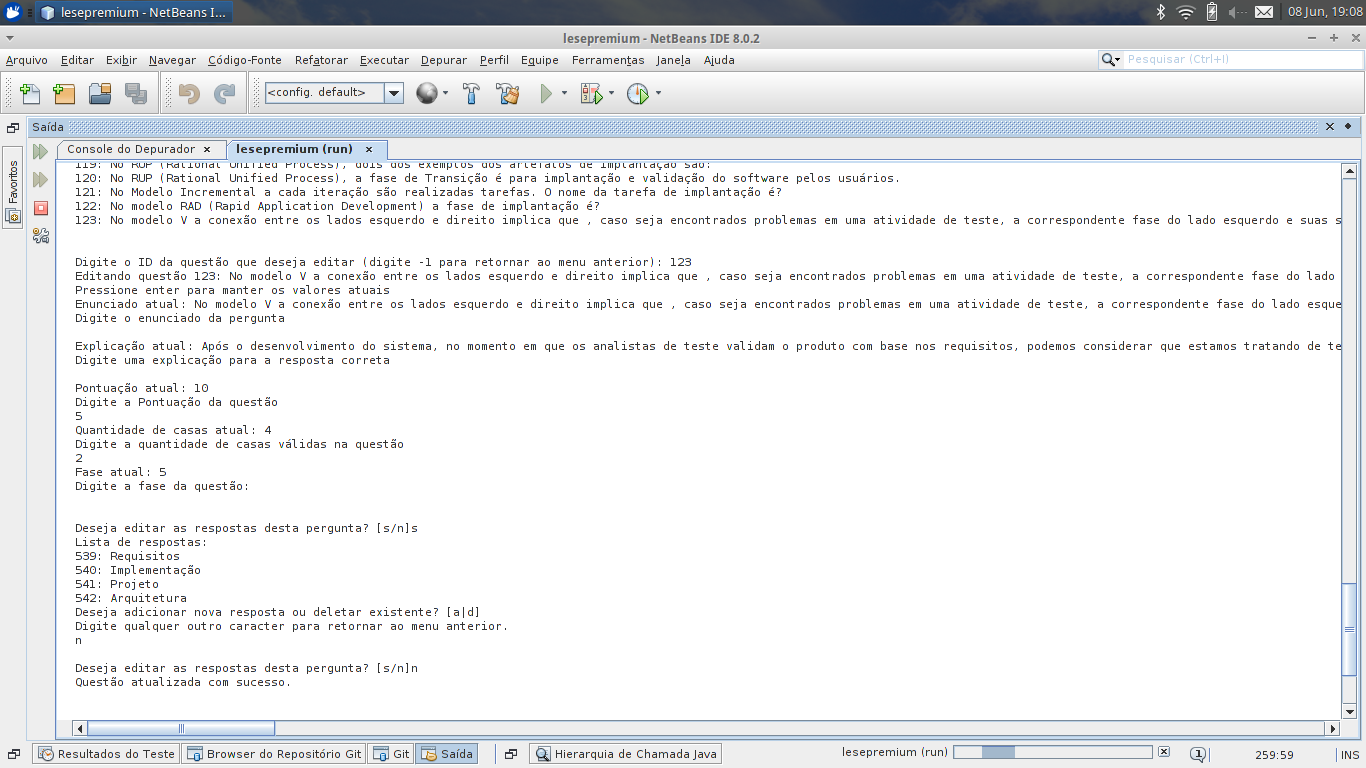 lesepremium - NetBeans I...
08 Jun, 19:08
lesepremium - NetBeans IDE 8.0.2
Arquivo Editar Exibir Navegar Código-Fonte Refatorar Executar Depurar Perfil Equipe Ferramentas Janela Ajuda
Pesquisar (Ctrl+I)
<config. default>
Saída
Console do Depurador
lesepremium (run)
Favoritos
119: No RUP (Rational Unified Process), dois dos exemplos dos artefatos de implantação são:
120: No RUP (Rational Unified Process), a fase de Transição é para implantação e validação do software pelos usuários.
121: No Modelo Incremental a cada iteração são realizadas tarefas. O nome da tarefa de implantação é?
122: No modelo RAD (Rapid Application Development) a fase de implantação é?
123: No modelo V a conexão entre os lados esquerdo e direito implica que , caso seja encontrados problemas em uma atividade de teste, a correspondente fase do lado esquerdo e suas s
Digite o ID da questão que deseja editar (digite -1 para retornar ao menu anterior): 123
Editando questão 123: No modelo V a conexão entre os lados esquerdo e direito implica que , caso seja encontrados problemas em uma atividade de teste, a correspondente fase do lado
Pressione enter para manter os valores atuais
Enunciado atual: No modelo V a conexão entre os lados esquerdo e direito implica que , caso seja encontrados problemas em uma atividade de teste, a correspondente fase do lado esque
Digite o enunciado da pergunta
Explicação atual: Após o desenvolvimento do sistema, no momento em que os analistas de teste validam o produto com base nos requisitos, podemos considerar que estamos tratando de te
Digite uma explicação para a resposta correta
Pontuação atual: 10
Digite a Pontuação da questão
5
Quantidade de casas atual: 4
Digite a quantidade de casas válidas na questão
2
Fase atual: 5
Digite a fase da questão:
Deseja editar as respostas desta pergunta? [s/n]s
Lista de respostas:
539: Requisitos
540: Implementação
541: Projeto
542: Arquitetura
Deseja adicionar nova resposta ou deletar existente? [a|d]
Digite qualquer outro caracter para retornar ao menu anterior.
n
Deseja editar as respostas desta pergunta? [s/n]n
Questão atualizada com sucesso.
Resultados do Teste
Browser do Repositório Git
Git
Saída
Hierarquia de Chamada Java
lesepremium (run)
1
259:59
INS